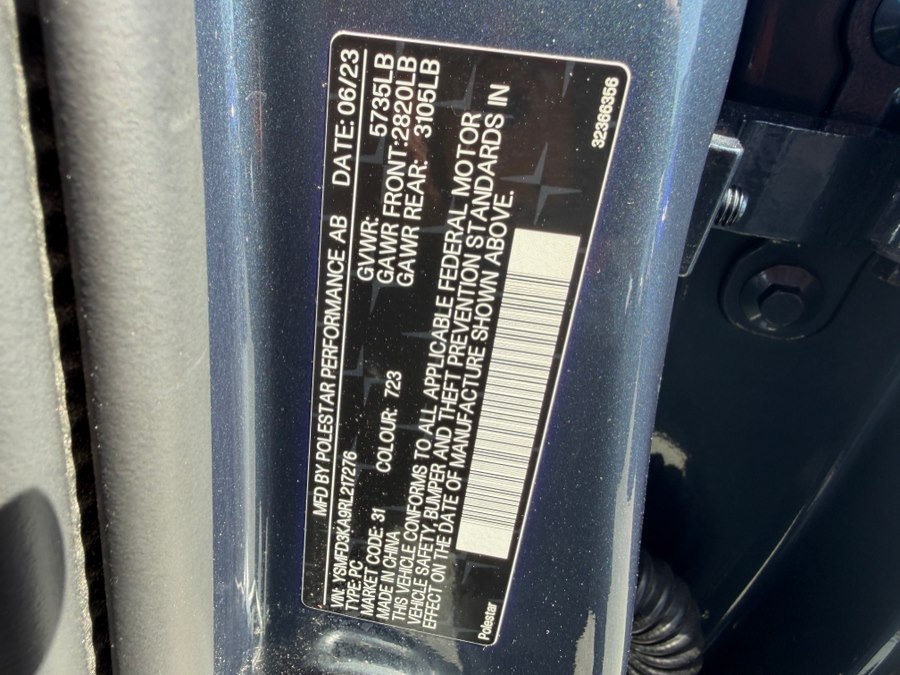 MFD BY POLESTAR PERFORMANCE AB DATE: 06/23
VIN: YSMFD3KA9RL217276 GVWR: 5735LB
TYPE: PC GAWR FRONT:2820LB
MARKET CODE: 31 COLOUR: 723 GAWR REAR: 3105LB
MADE IN CHINA
THIS VEHICLE CONFORMS TO ALL APPLICABLE FEDERAL MOTOR
VEHICLE SAFETY, BUMPER AND THEFT PREVENTION STANDARDS IN
EFFECT ON THE DATE OF MANUFACTURE SHOWN ABOVE.
Polestar 32366356